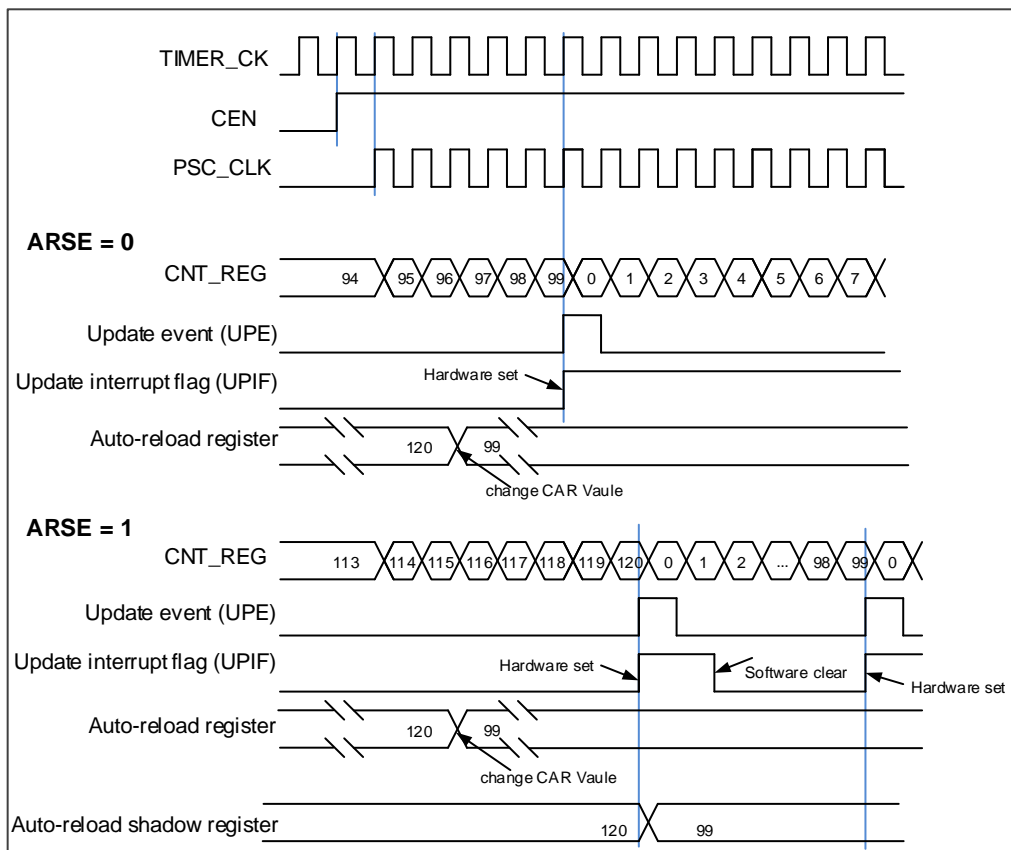 TIMER_CK
CEN
PSC_CLK
ARSE = 0
CNT_REG 94 95 96 97 98 99 0 1 2 3 4 5 6 7
Update event (UPE)
Update interrupt flag (UPIF) Hardware set
Auto-reload register 120 99
change CAR Vaule
ARSE = 1
CNT_REG 113 114 115 116 117 118 119 120 0 1 2 ... 98 99 0
Update event (UPE)
Update interrupt flag (UPIF) Hardware set Software clear Hardware set
Auto-reload register 120 99
change CAR Vaule
Auto-reload shadow register 120 99